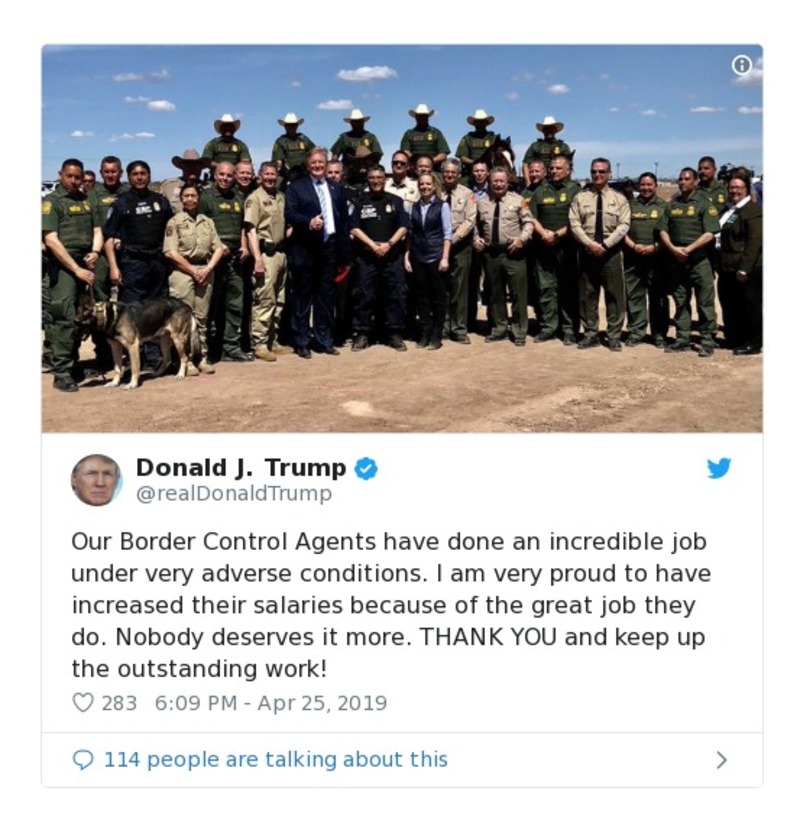 Donald J. Trump
@realDonaldTrump
Our Border Control Agents have done an incredible job
under very adverse conditions. I am very proud to have
increased their salaries because of the great job they
do. Nobody deserves it more. THANK YOU and keep up
the outstanding work!
283 6:09 PM - Apr 25, 2019
114 people are talking about this